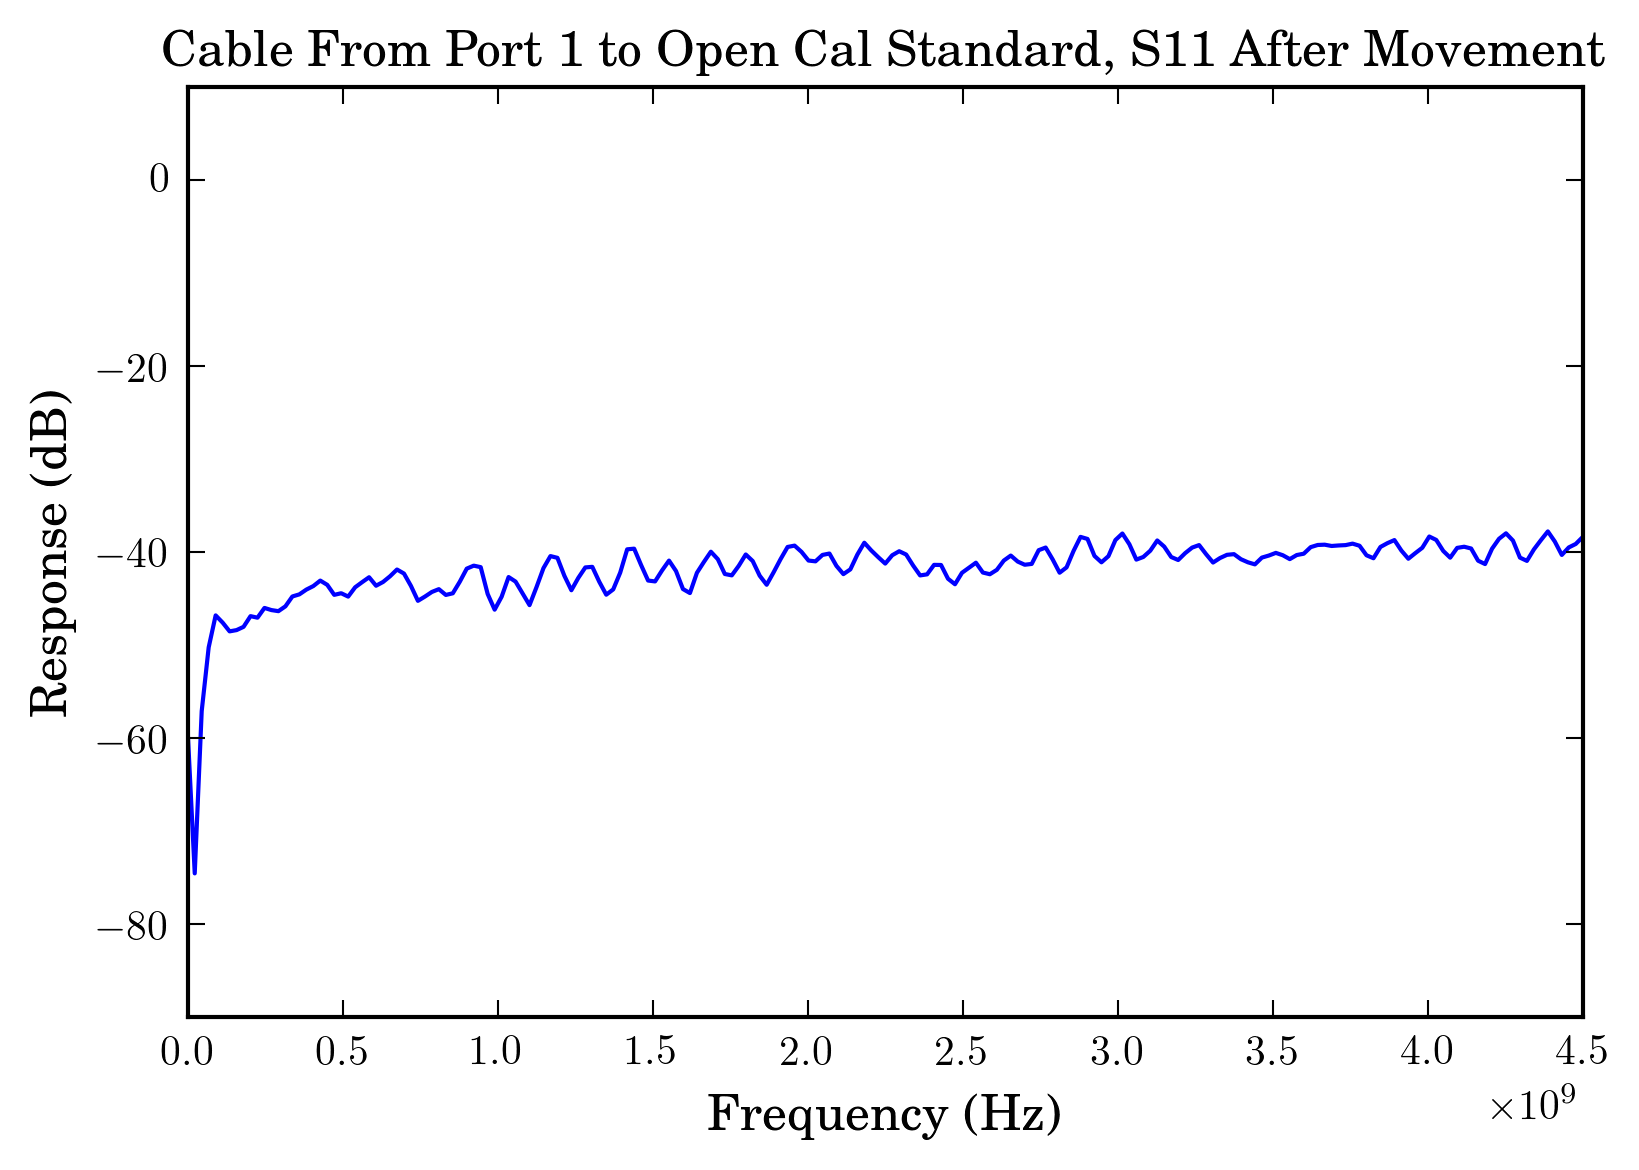 Cable From Port 1 to Open Cal Standard, S11 After Movement
Response (dB)
0
−20
−40
−60
−80
0.0 0.5 1.0 1.5 2.0 2.5 3.0 3.5 4.0 4.5
×10⁹
Frequency (Hz)